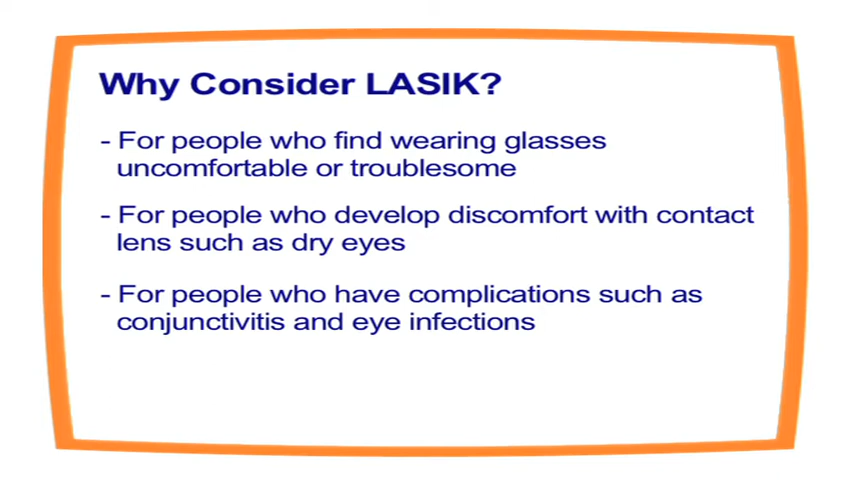 Why Consider LASIK?
- For people who find wearing glasses
uncomfortable or troublesome
- For people who develop discomfort with contact
lens such as dry eyes
- For people who have complications such as
conjunctivitis and eye infections